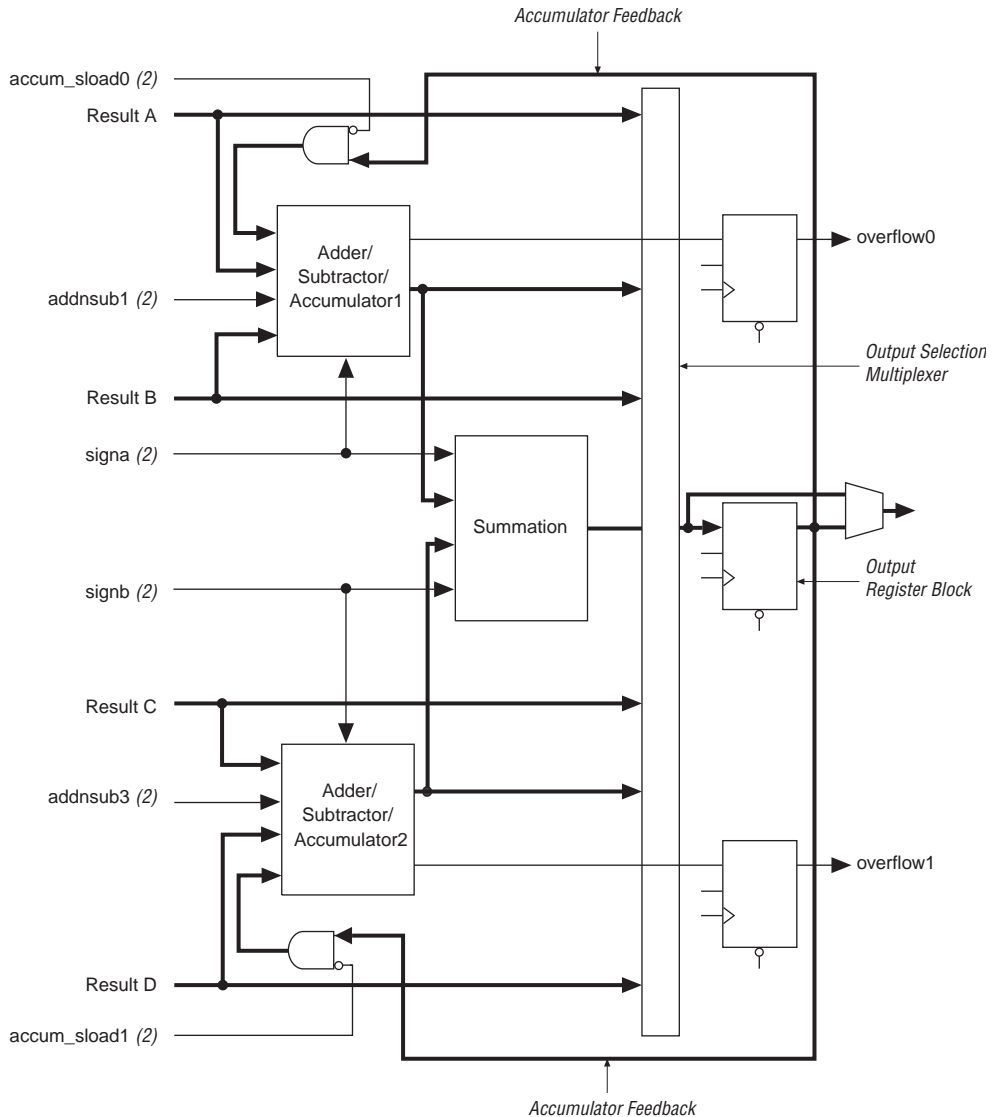 Accumulator Feedback
accum_sload0 (2)
Result A
Adder/
Subtractor/
Accumulator1
overflow0
addnsub1 (2)
Output Selection
Multiplexer
Result B
signa (2)
Summation
Output
Register Block
signb (2)
Result C
Adder/
Subtractor/
Accumulator2
addnsub3 (2)
overflow1
Result D
accum_sload1 (2)
Accumulator Feedback